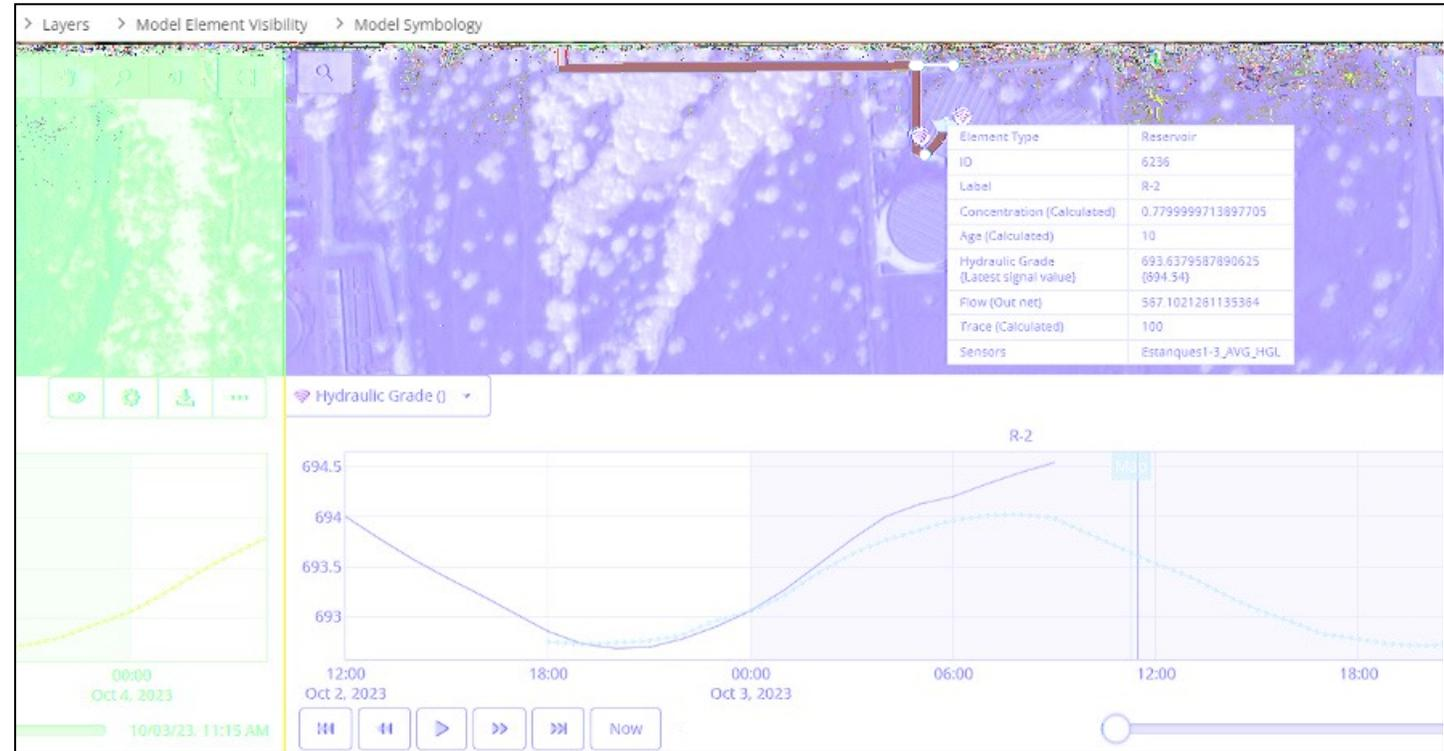 > Layers > Model Element Visibility > Model Symbology
Element Type Reservoir
ID 6236
Label R-2
Concentration (Calculated) 0.7799999713897705
Age (Calculated) 10
Hydraulic Grade 693.6379587890625
(Latest signal value) (694.54)
Flow (Out net) 587.1021281135364
Trace (Calculated) 100
Sensors Estanques1-3_AVG_HGL
Hydraulic Grade ()
R-2
Map
694.5
694
693.5
693
12:00 18:00 00:00 06:00 12:00 18:00
Oct 2, 2023 Oct 3, 2023
Now
00:00
Oct 4, 2023
10/03/23, 11:15 AM